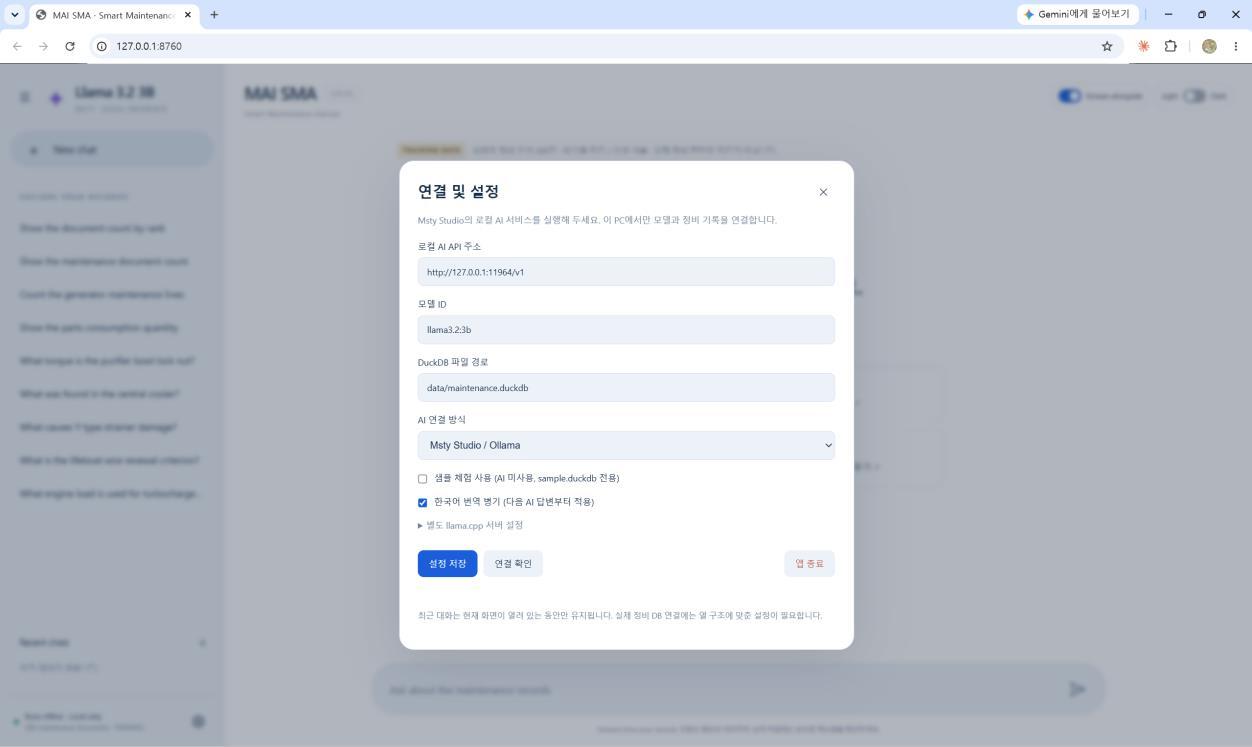 MAI SMA - Smart Maintenanc
Gemini에게 물어보기
127.0.0.1:8760
Llama 3.2 3B
MAI SMA
New chat
Show the document count by rank
Show the maintenance document count
Count the generator maintenance lines
Show the parts consumption quantity
What torque is the purifier bowl lock nut?
What was found in the central cooler?
What causes Y-type strainer damage?
What is the lifeboat wire renewal criterion?
What engine load is used for turbocharge...
Recent chats
연결 및 설정
Msty Studio의 로컬 AI 서비스를 실행해 두세요. 이 PC에서만 모델과 정비 기록을 연결합니다.
로컬 AI API 주소
http://127.0.0.1:11964/v1
모델 ID
llama3.2:3b
DuckDB 파일 경로
data/maintenance.duckdb
AI 연결 방식
Msty Studio / Ollama
샘플 체험 사용 (AI 미사용, sample.duckdb 전용)
한국어 번역 병기 (다음 AI 답변부터 적용)
별도 llama.cpp 서버 설정
설정 저장
연결 확인
앱 종료
최근 대화는 현재 화면이 열려 있는 동안만 유지됩니다. 실제 정비 DB 연결에는 열 구조에 맞춘 설정이 필요합니다.
Ask about the maintenance records